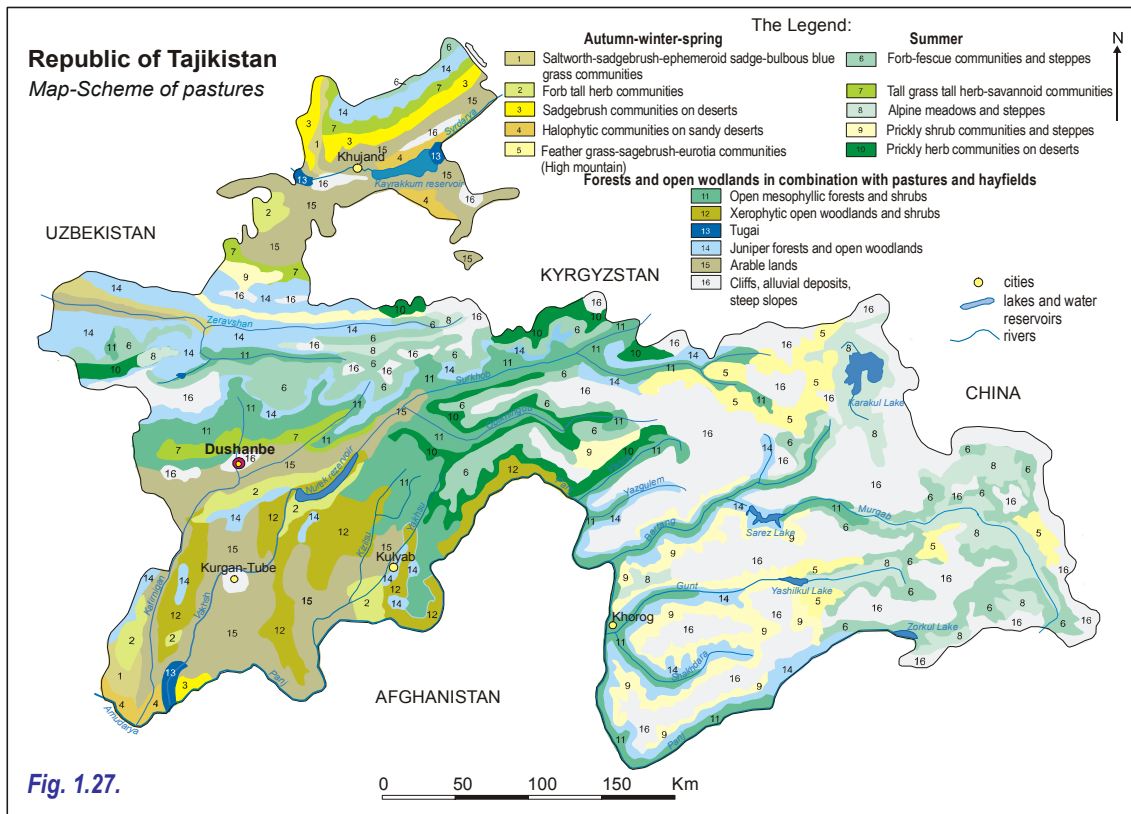 Republic of Tajikistan
Map-Scheme of pastures
The Legend:
Autumn-winter-spring
1 Saltworth-sadgebrush-ephemeroid sadge-bulbous blue
grass communities
2 Forb tall herb communities
3 Sadgebrush communities on deserts
4 Halophytic communities on sandy deserts
5 Feather grass-sagebrush-eurotia communities
(High mountain)
Summer
6 Forb-fescue communities and steppes
7 Tall grass tall herb-savannoid communities
8 Alpine meadows and steppes
9 Prickly shrub communities and steppes
10 Prickly herb communities on deserts
Forests and open wodlands in combination with pastures and hayfields
11 Open mesophyllic forests and shrubs
12 Xerophytic open woodlands and shrubs
13 Tugai
14 Juniper forests and open woodlands
15 Arable lands
16 Cliffs, alluvial deposits,
steep slopes
cities
lakes and water
reservoirs
rivers
N
UZBEKISTAN
KYRGYZSTAN
CHINA
AFGHANISTAN
Syrdarya
Khujand
Kayrakkum reservoir
Zeravshan
Surkhob
Karakul Lake
Dushanbe
Nurek rezervoir
Yazgulem
Bartang
Sarez Lake
Murgab
Kulyab
Kurgan-Tube
Kafirnigan
Vakhsh
Gunt
Yashilkul Lake
Khorog
Zorkul Lake
Shakhdara
Panj
Panj
Amudarya
Fig. 1.27.
0 50 100 150 Km